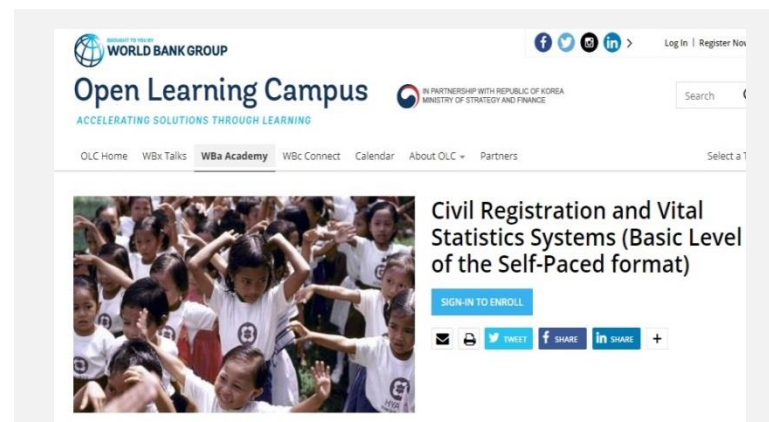 BROUGHT TO YOU BY
WORLD BANK GROUP
Log In | Register Now
Open Learning Campus
IN PARTNERSHIP WITH REPUBLIC OF KOREA
MINISTRY OF STRATEGY AND FINANCE
Search
ACCELERATING SOLUTIONS THROUGH LEARNING
OLC Home WBx Talks WBa Academy WBc Connect Calendar About OLC Partners Select a T
Civil Registration and Vital
Statistics Systems (Basic Level
of the Self-Paced format)
SIGN-IN TO ENROLL
TWEET f SHARE in SHARE +